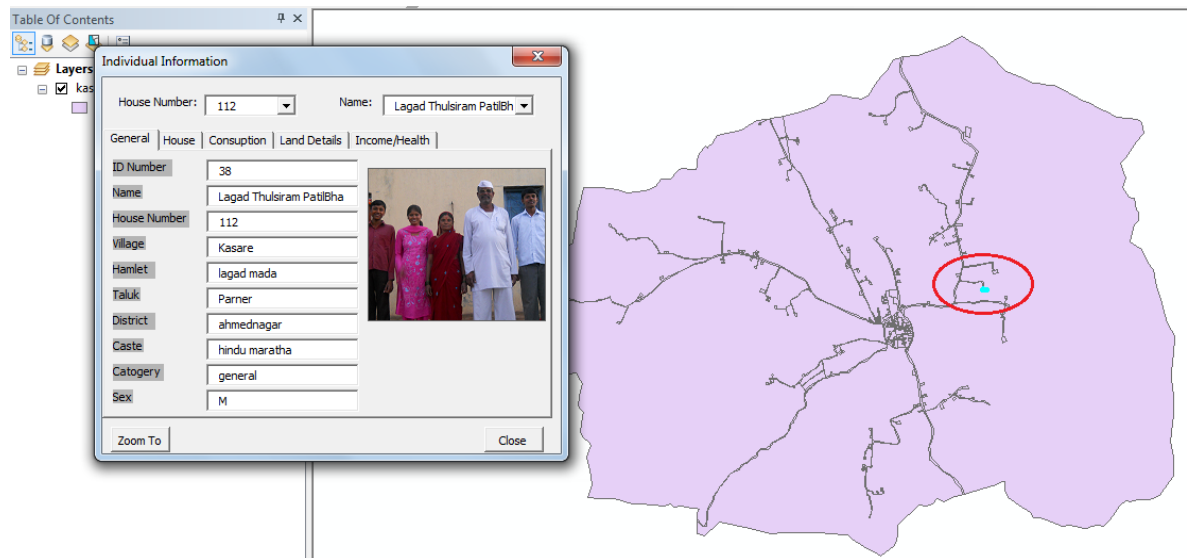 Table Of Contents
Layers
kas
Individual Information
House Number: 112 Name: Lagad Thulsiram PatilBh
General House Consuption Land Details Income/Health
ID Number 38
Name Lagad Thulsiram PatilBha
House Number 112
Village Kasare
Hamlet lagad mada
Taluk Parner
District ahmednagar
Caste hindu maratha
Catogery general
Sex M
Zoom To Close